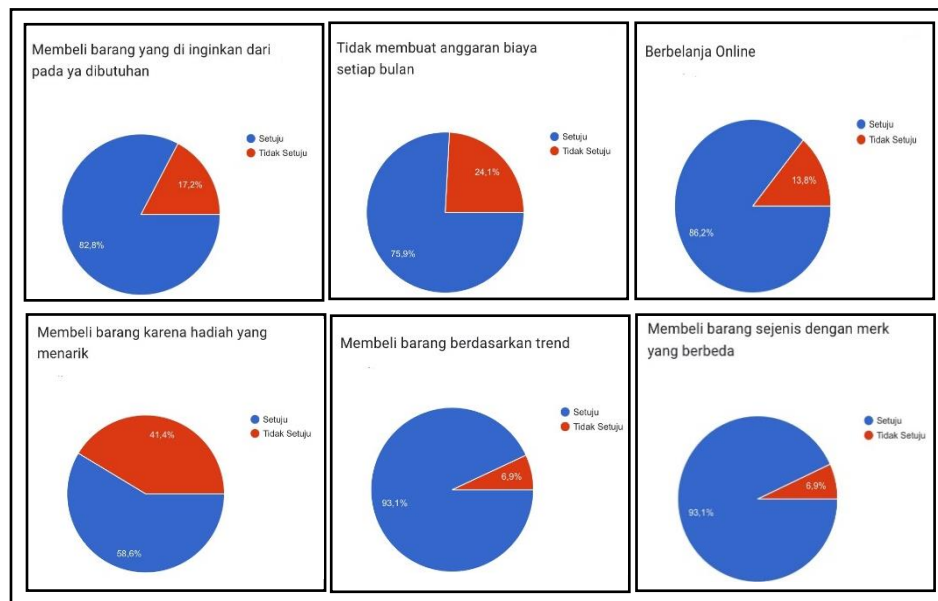 Membeli barang yang di inginkan dari
pada ya dibutuhan
Setuju
Tidak Setuju
17,2%
82,8%
Tidak membuat anggaran biaya
setiap bulan
Setuju
Tidak Setuju
24,1%
75,9%
Berbelanja Online
Setuju
Tidak Setuju
13,8%
86,2%
Membeli barang karena hadiah yang
menarik
Setuju
Tidak Setuju
41,4%
58,6%
Membeli barang berdasarkan trend
Setuju
Tidak Setuju
6,9%
93,1%
Membeli barang sejenis dengan merk
yang berbeda
Setuju
Tidak Setuju
6,9%
93,1%